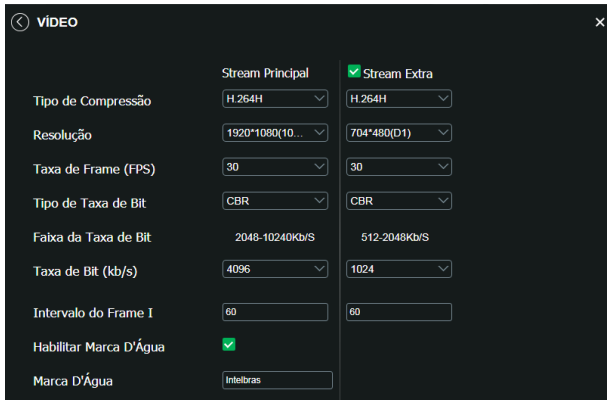 VÍDEO
Stream Principal Stream Extra
Tipo de Compressão H.264H H.264H
Resolução 1920*1080(10... 704*480(D1)
Taxa de Frame (FPS) 30 30
Tipo de Taxa de Bit CBR CBR
Faixa da Taxa de Bit 2048-10240Kb/S 512-2048Kb/S
Taxa de Bit (kb/s) 4096 1024
Intervalo do Frame I 60 60
Habilitar Marca D'Água
Marca D'Água Intelbras